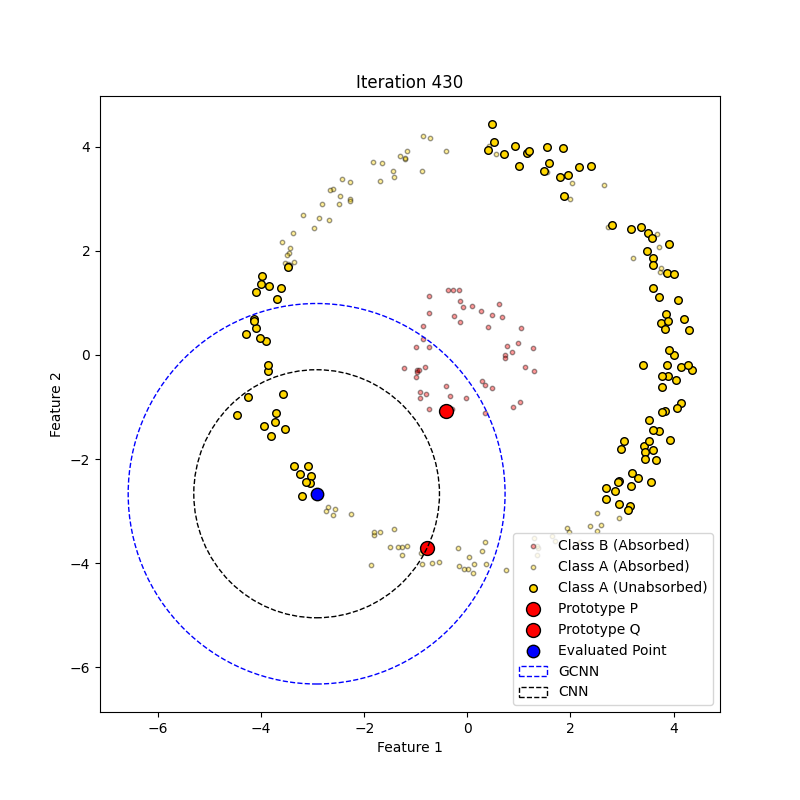 Iteration 430
4
2
0
−2
−4
−6
Feature 2
−6
−4
−2
0
2
4
Feature 1
Class B (Absorbed)
Class A (Absorbed)
Class A (Unabsorbed)
Prototype P
Prototype Q
Evaluated Point
GCNN
CNN